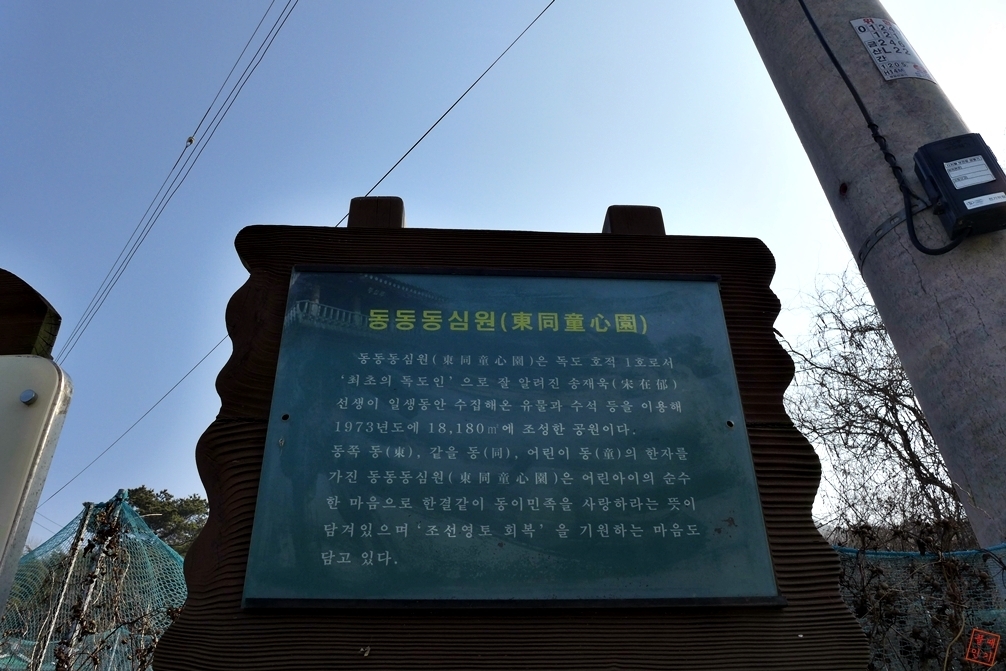 동동동심원(東同童心園)
동동동심원(東同童心園)은 독도 호적 1호로서
‘최초의 독도인’ 으로 잘 알려진 송재욱(宋在郁)
선생이 일생동안 수집해온 유물과 수석 등을 이용해
1973년도에 18,180㎡에 조성한 공원이다.
동쪽 동(東), 같을 동(同), 어린이 동(童)의 한자를
가진 동동동심원(東同童心園)은 어린아이의 순수
한 마음으로 한결같이 동이민족을 사랑하라는 뜻이
담겨있으며 ‘조선영토 회복’ 을 기원하는 마음도
담고 있다.